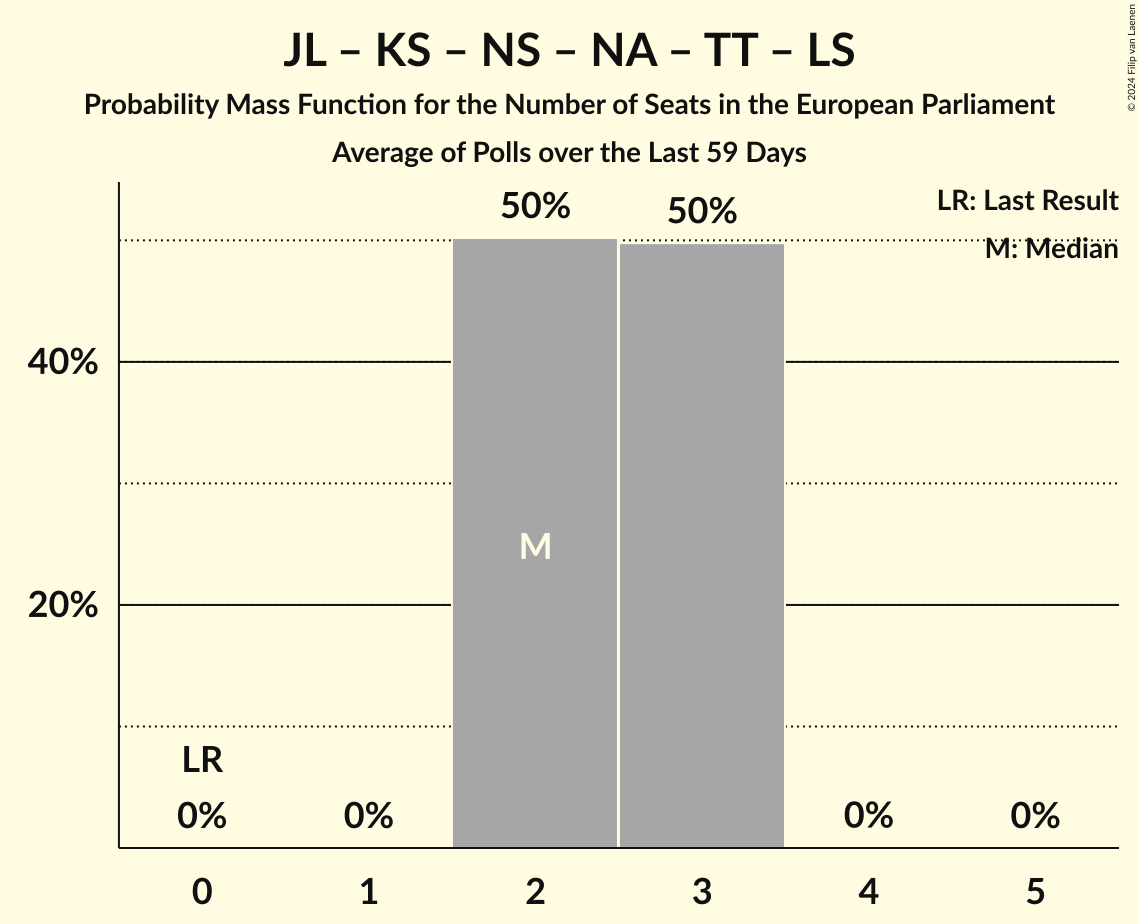 JL – KS – NS – NA – TT – LS
Probability Mass Function for the Number of Seats in the European Parliament
Average of Polls over the Last 59 Days
© 2024 Filip van Laenen
LR: Last Result
M: Median
50%
50%
40%
M
20%
LR
0%
0%
0%
0%
0
1
2
3
4
5